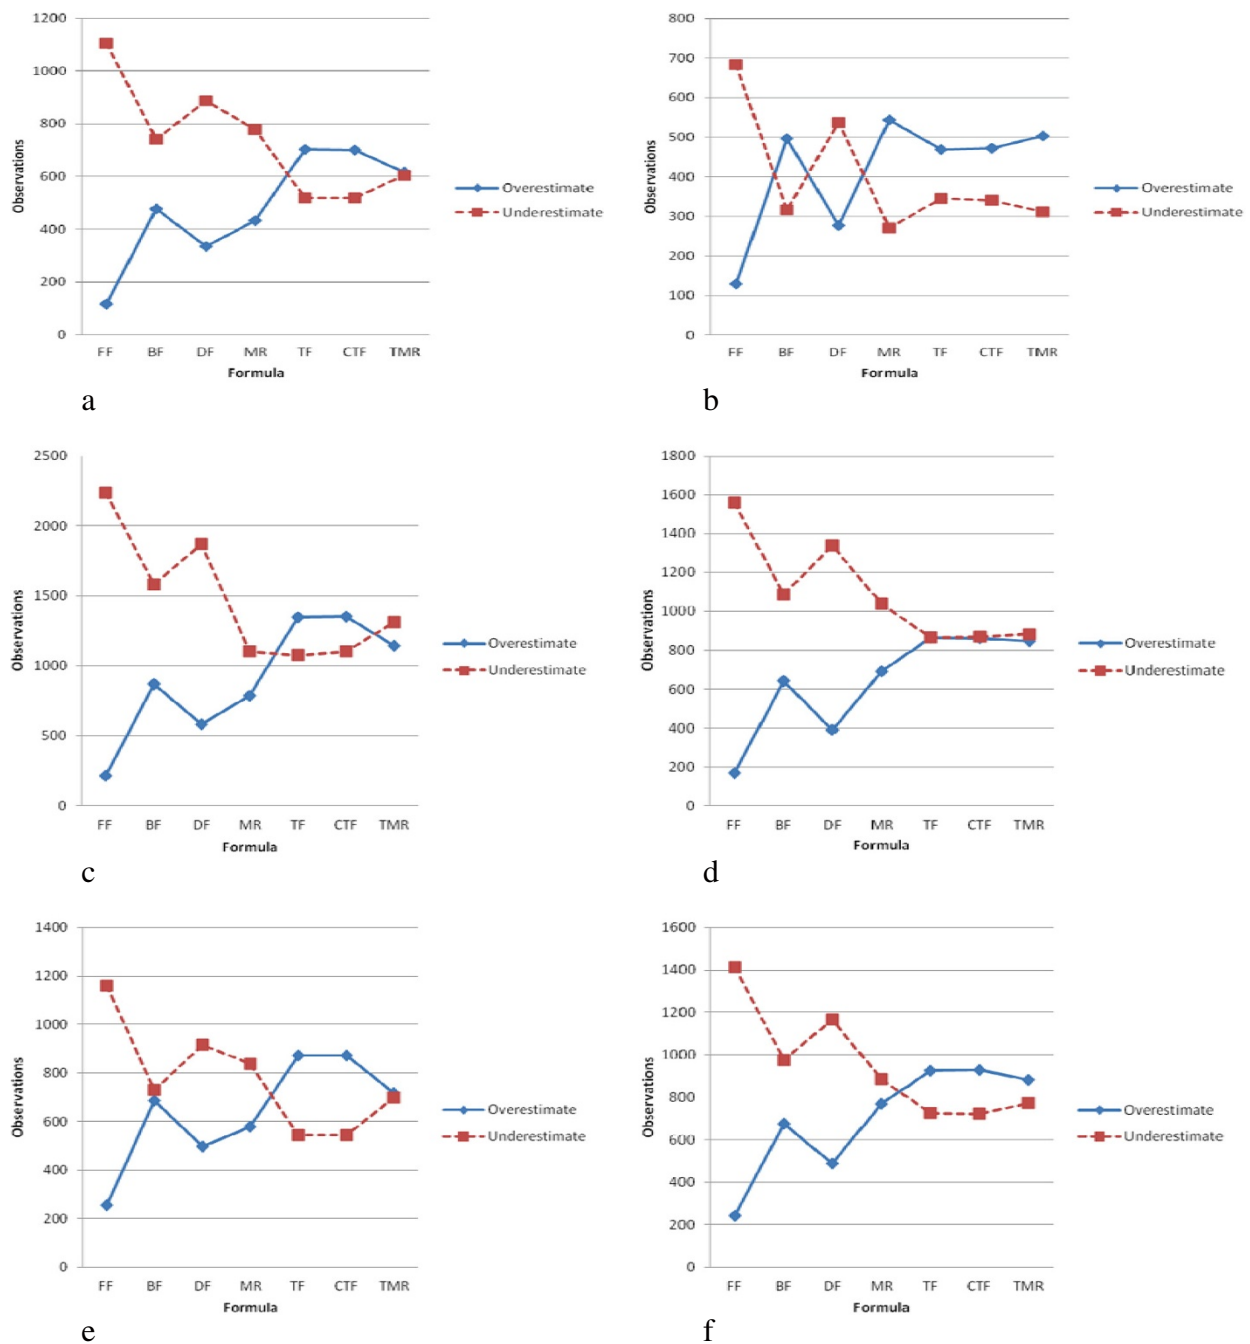 1200
1000
800
600
400
200
0
Observations
FF BF DF MR TF CTF TMR
Formula
Overestimate
Underestimate
a
800
700
600
500
400
300
200
100
0
Observations
FF BF DF MR TF CTF TMR
Formula
Overestimate
Underestimate
b
2500
2000
1500
1000
500
0
Observations
FF BF DF MR TF CTF TMR
Formula
Overestimate
Underestimate
c
1800
1600
1400
1200
1000
800
600
400
200
0
Observations
FF BF DF MR TF CTF TMR
Formula
Overestimate
Underestimate
d
1400
1200
1000
800
600
400
200
0
Observations
FF BF DF MR TF CTF TMR
Formula
Overestimate
Underestimate
e
1600
1400
1200
1000
800
600
400
200
0
Observations
FF BF DF MR TF CTF TMR
Formula
Overestimate
Underestimate
f